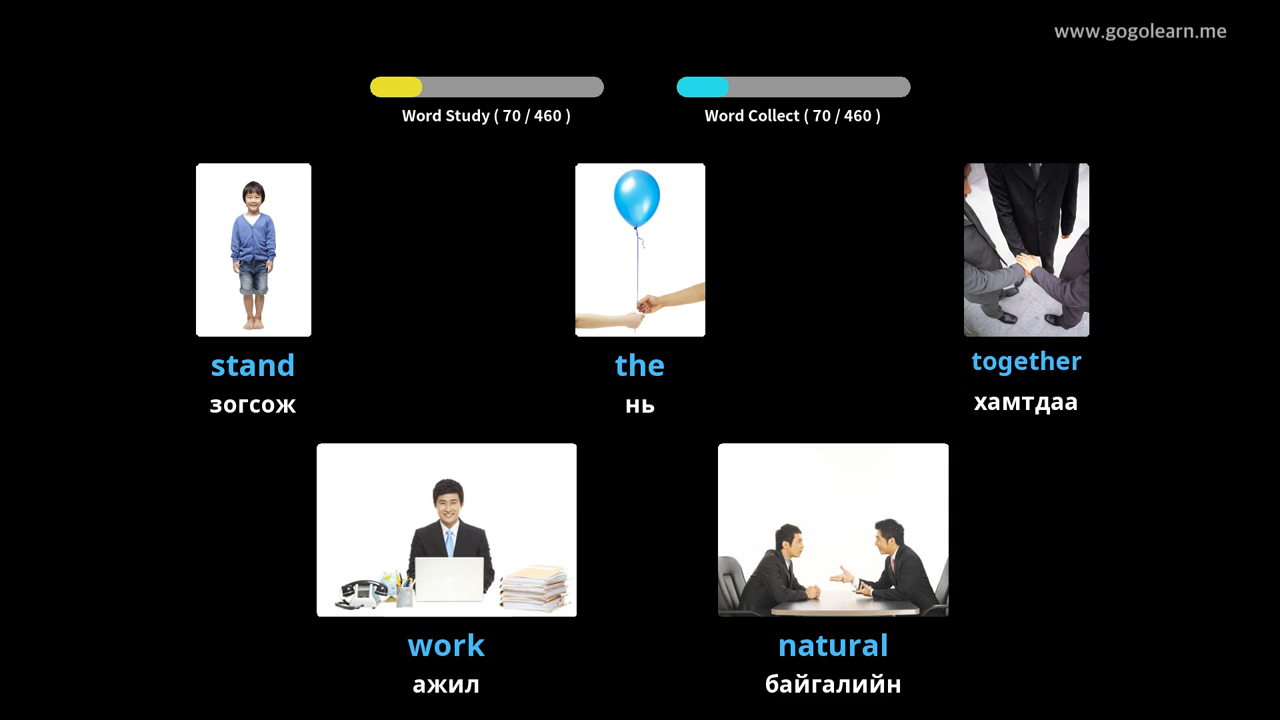 www.gogolearn.me
Word Study ( 70 / 460 )
Word Collect ( 70 / 460 )
stand
зогсож
the
нь
together
хамтдаа
work
ажил
natural
байгалийн